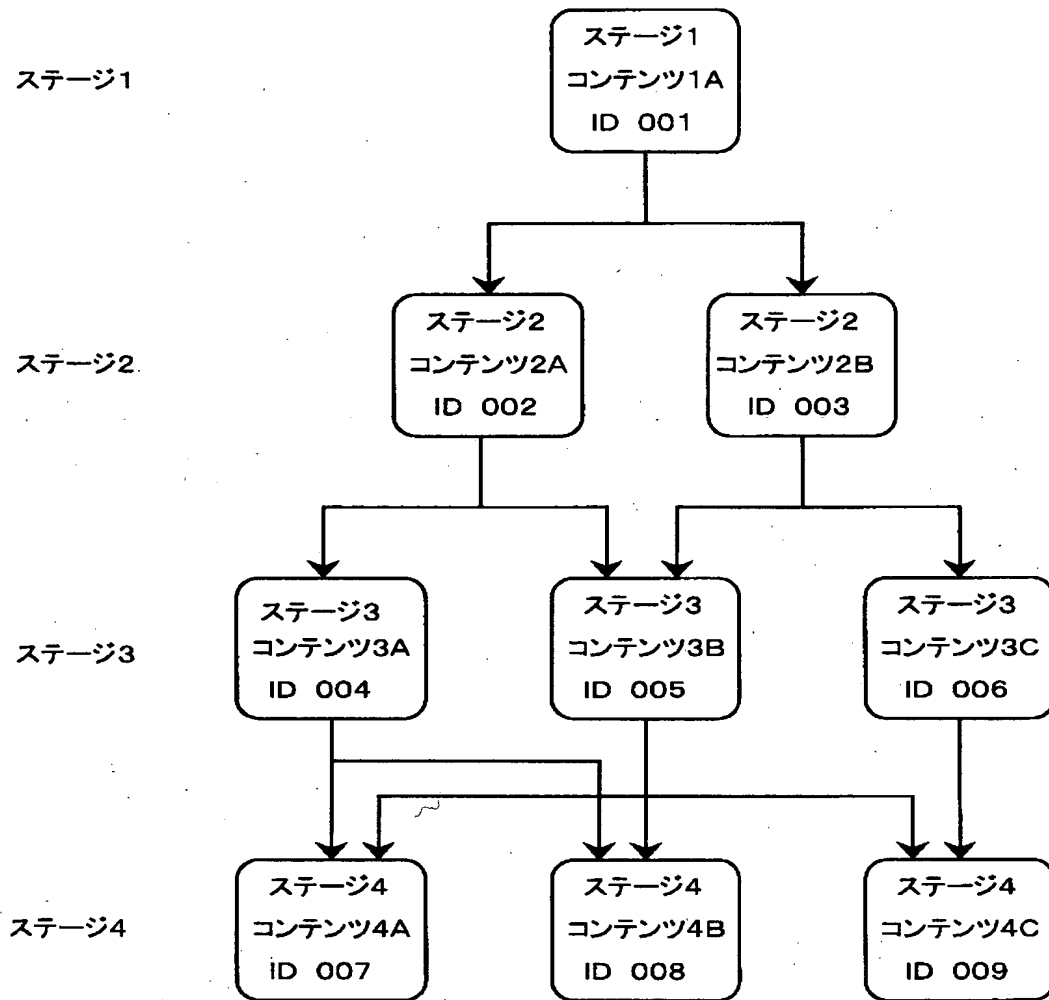 ステージ1
ステージ1
コンテンツ1A
ID 001
ステージ2
ステージ2
コンテンツ2A
ID 002
ステージ2
コンテンツ2B
ID 003
ステージ3
ステージ3
コンテンツ3A
ID 004
ステージ3
コンテンツ3B
ID 005
ステージ3
コンテンツ3C
ID 006
ステージ4
ステージ4
コンテンツ4A
ID 007
ステージ4
コンテンツ4B
ID 008
ステージ4
コンテンツ4C
ID 009